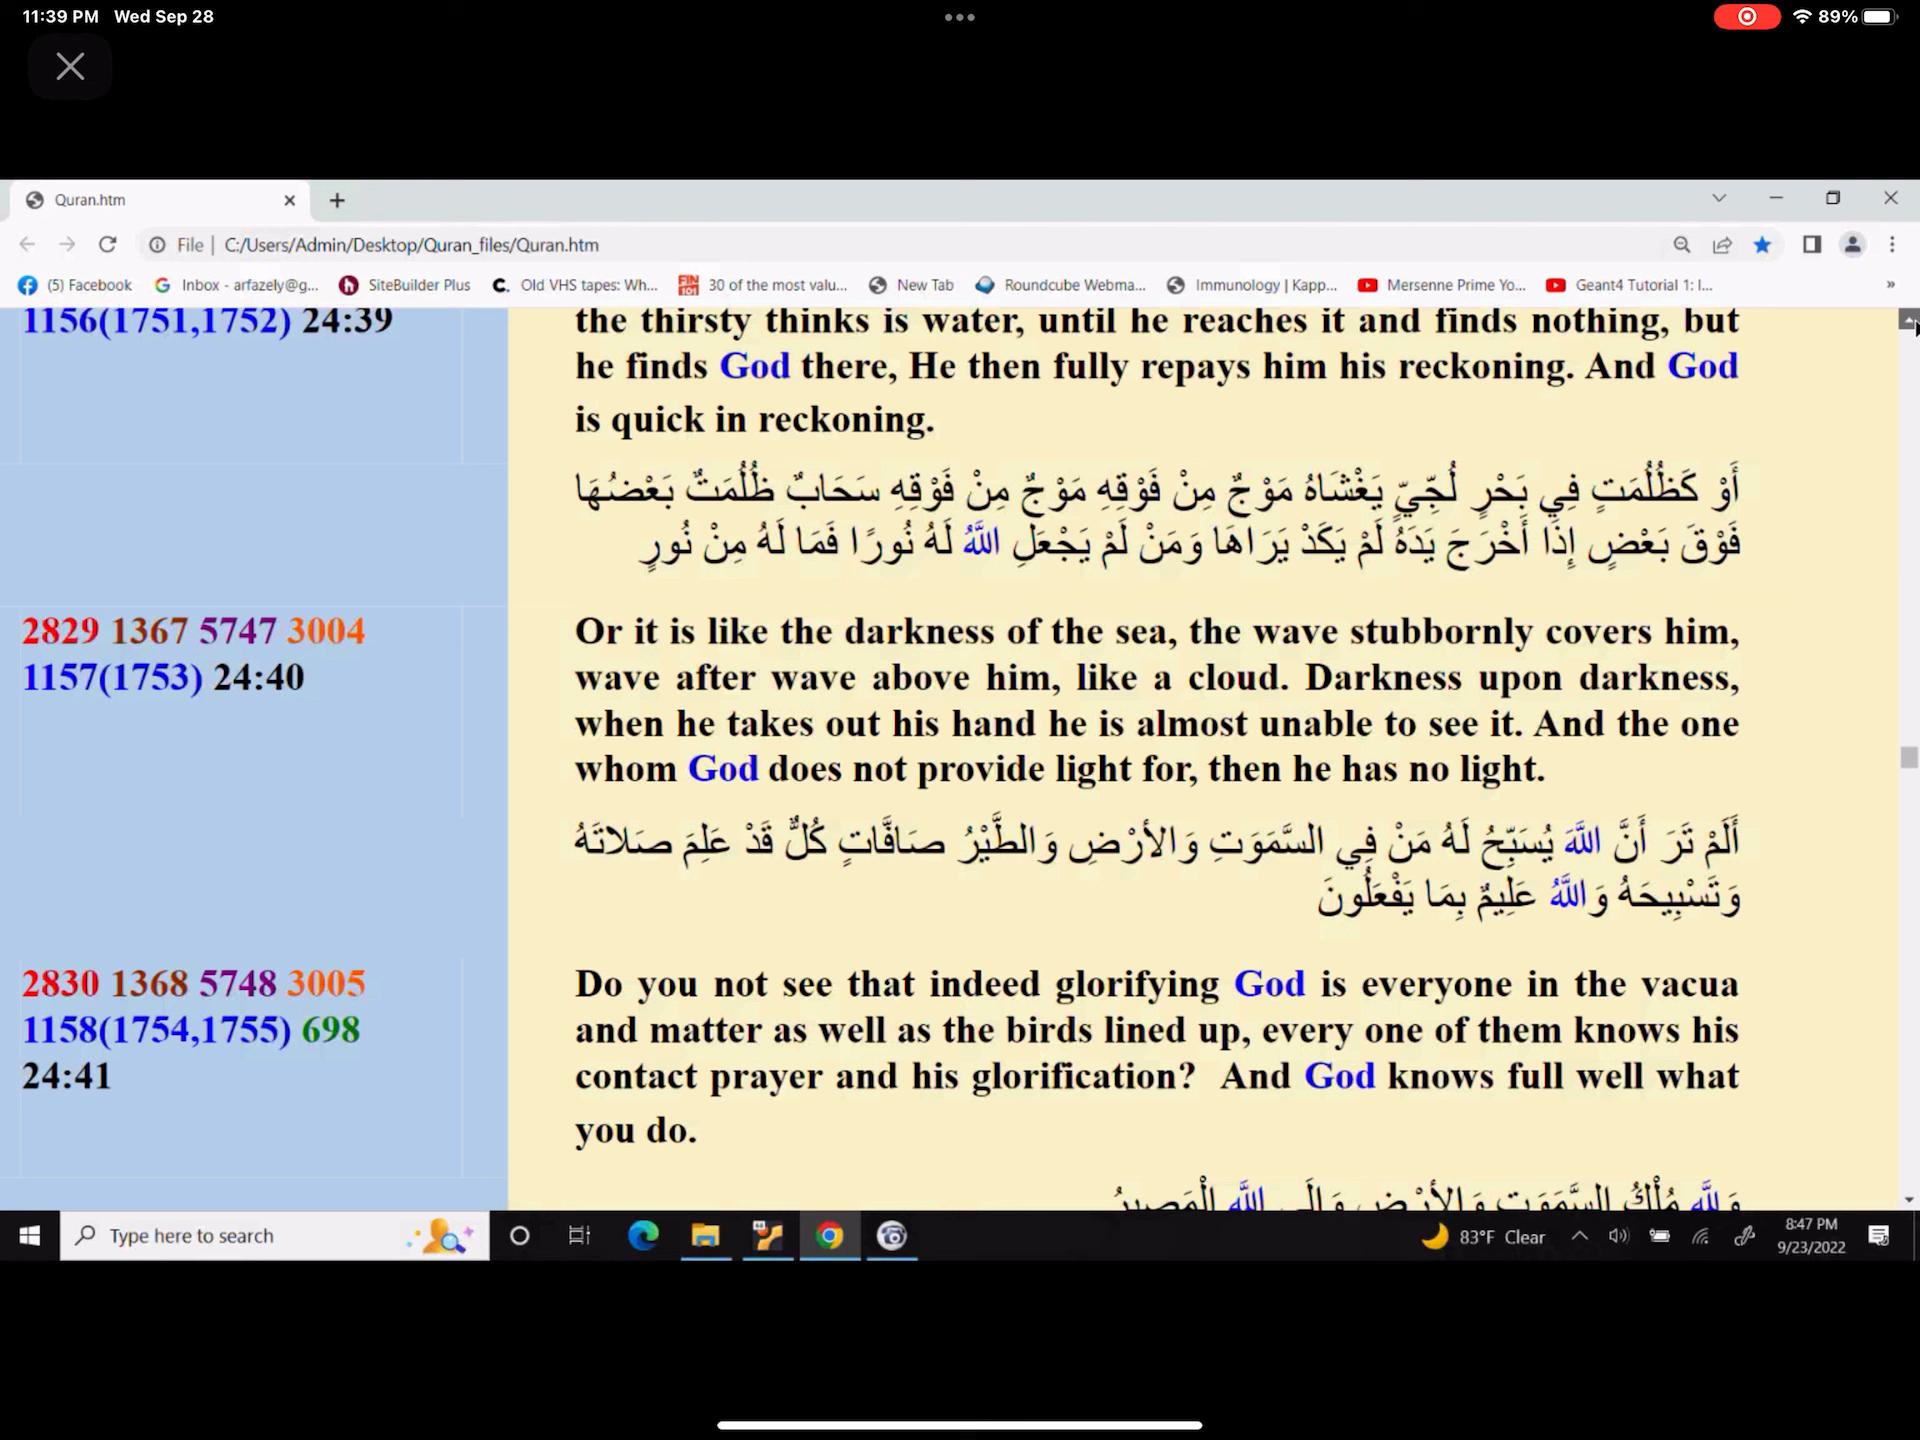 11:39 PM Wed Sep 28
89%
Quran.htm
File | C:/Users/Admin/Desktop/Quran_files/Quran.htm
(5) Facebook Inbox - arfazely@g... SiteBuilder Plus Old VHS tapes: Wh... 30 of the most valu... New Tab Roundcube Webma... Immunology | Kapp... Mersenne Prime Yo... Geant4 Tutorial 1: I... »
1156(1751,1752) 24:39
the thirsty thinks is water, until he reaches it and finds nothing, but
he finds God there, He then fully repays him his reckoning. And God
is quick in reckoning.
أَوْ كَظُلُمَتٍ فِي بَحْرٍ لُجِّيٍّ يَغْشَاهُ مَوْجٌ مِنْ فَوْقِهِ مَوْجٌ مِنْ فَوْقِهِ سَحَابٌ ظُلُمَتٌ بَعْضُهَا
فَوْقَ بَعْضٍ إِذَا أَخْرَجَ يَدَهُ لَمْ يَكَدْ يَرَاهَا وَمَنْ لَمْ يَجْعَلِ اللَّهُ لَهُ نُورًا فَمَا لَهُ مِنْ نُورٍ
2829 1367 5747 3004
1157(1753) 24:40
Or it is like the darkness of the sea, the wave stubbornly covers him,
wave after wave above him, like a cloud. Darkness upon darkness,
when he takes out his hand he is almost unable to see it. And the one
whom God does not provide light for, then he has no light.
أَلَمْ تَرَ أَنَّ اللَّهَ يُسَبِّحُ لَهُ مَنْ فِي السَّمَوَتِ وَالأرْضِ وَالطَّيْرُ صَافَّاتٍ كُلٌّ قَدْ عَلِمَ صَلاتَهُ
وَتَسْبِيحَهُ وَاللَّهُ عَلِيمٌ بِمَا يَفْعَلُونَ
2830 1368 5748 3005
1158(1754,1755) 698
24:41
Do you not see that indeed glorifying God is everyone in the vacua
and matter as well as the birds lined up, every one of them knows his
contact prayer and his glorification? And God knows full well what
you do.
وَلِلَّهِ مُلْكُ السَّمَوَتِ وَالأرْضِ وَإِلَى اللَّهِ الْمَصِيرُ
Type here to search
83°F Clear
8:47 PM
9/23/2022